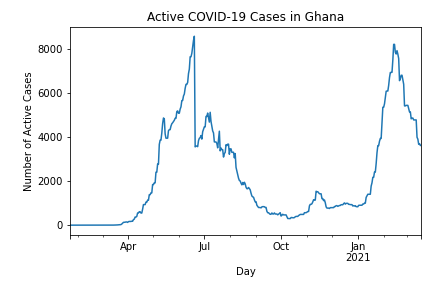 Active COVID-19 Cases in Ghana
8000
6000
4000
2000
0
Number of Active Cases
Apr
Jul
Oct
Jan
2021
Day